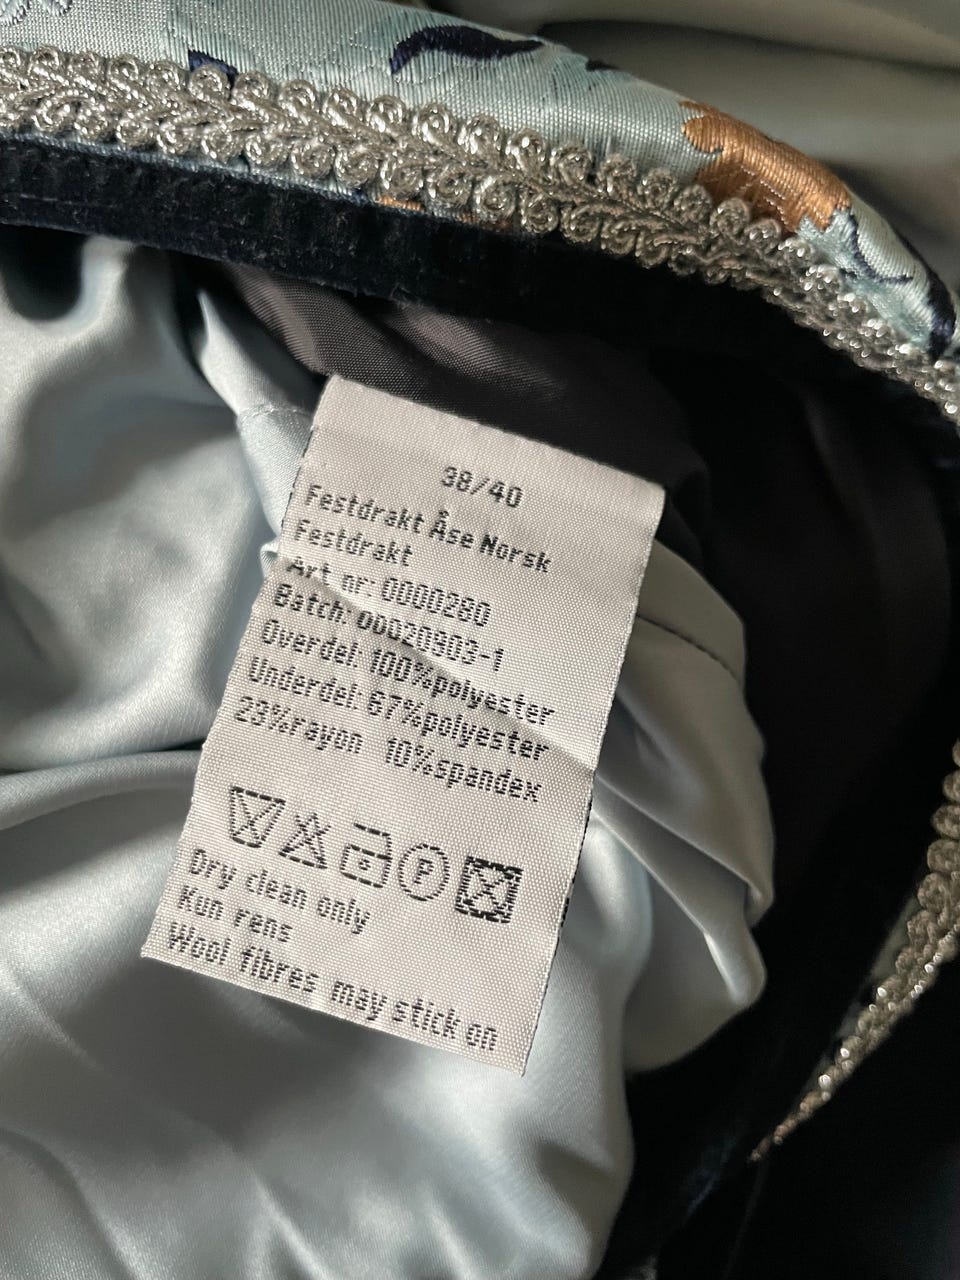 38/40
Festdrakt Åse Norsk
Festdrakt
Art nr: 0000280
Batch: 00020903-1
Overdel: 100%polyester
Underdel: 67%polyester
23%rayon 10%spandex
P
Dry clean only
Kun rens
Wool fibres may stick on